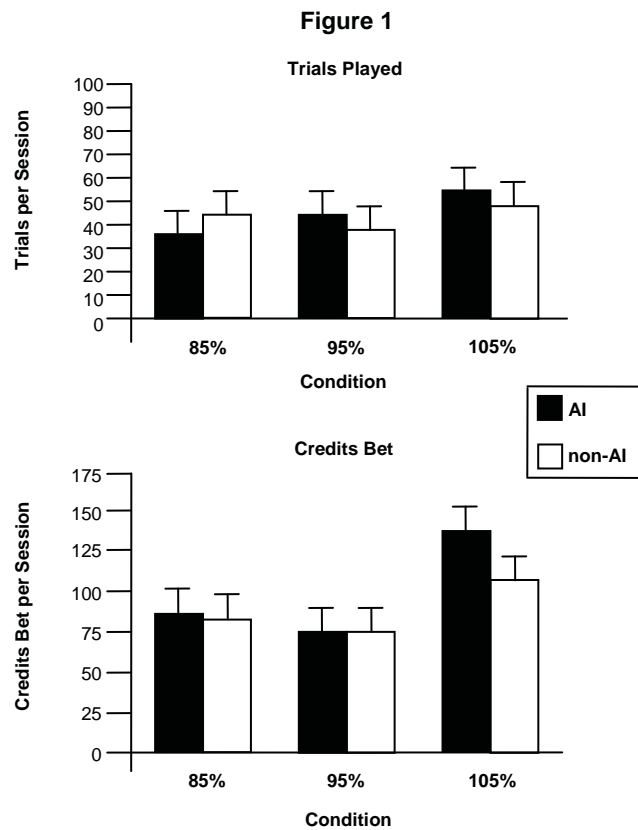 Figure 1
Trials Played
Trials per Session
100
90
80
70
60
50
40
30
20
10
0
85% 95% 105%
Condition
AI
non-AI
Credits Bet
Credits Bet per Session
175
150
125
100
75
50
25
0
85% 95% 105%
Condition